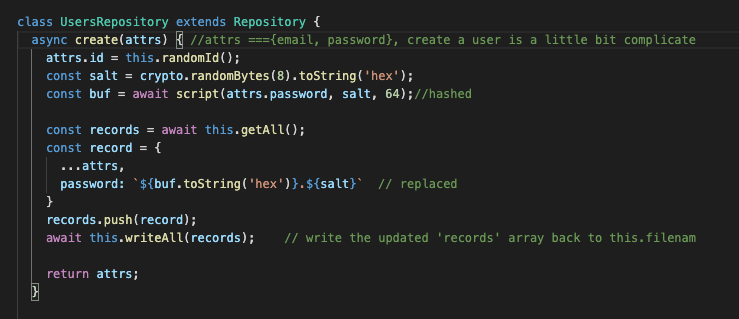 class UsersRepository extends Repository {
async create(attrs) { //attrs ==={email, password}, create a user is a little bit complicate
attrs.id = this.randomId();
const salt = crypto.randomBytes(8).toString('hex');
const buf = await script(attrs.password, salt, 64);//hashed
const records = await this.getAll();
const record = {
...attrs,
password: `${buf.toString('hex')}.${salt}` // replaced
}
records.push(record);
await this.writeAll(records); // write the updated 'records' array back to this.filenam
return attrs;
}